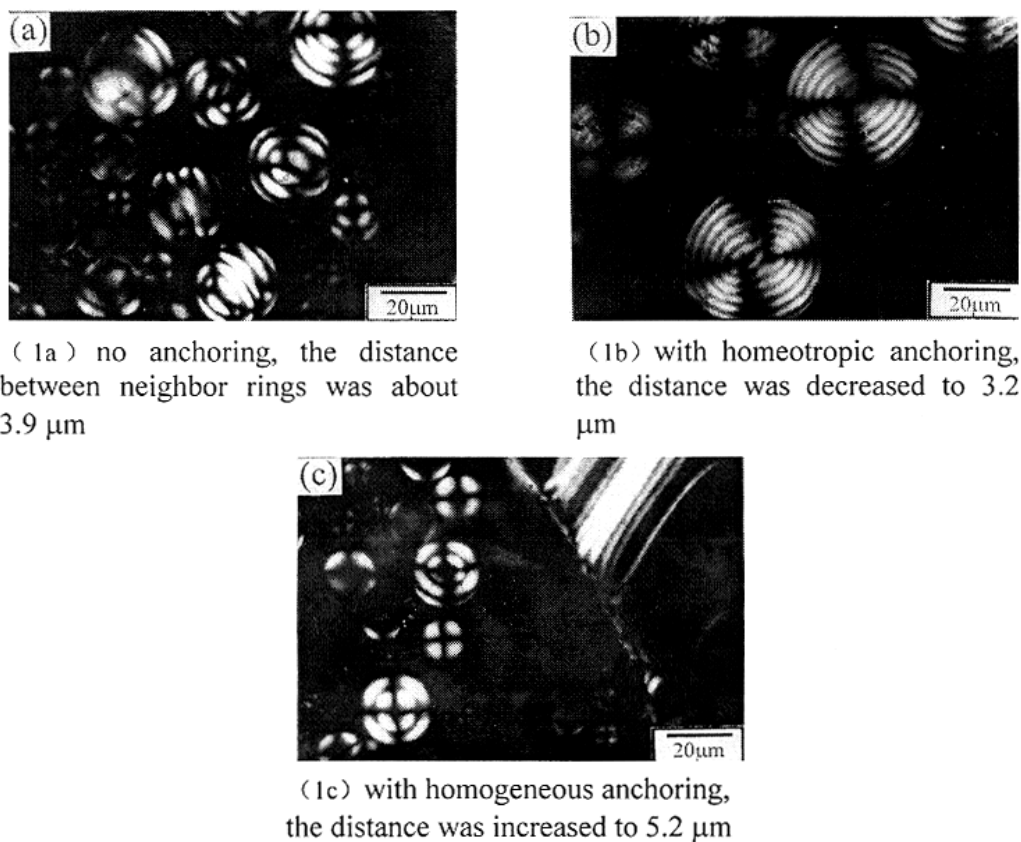 (a)
20μm
(b)
20μm
(1a) no anchoring, the distance
between neighbor rings was about
3.9 μm
(1b) with homeotropic anchoring,
the distance was decreased to 3.2
μm
(c)
20μm
(1c) with homogeneous anchoring,
the distance was increased to 5.2 μm